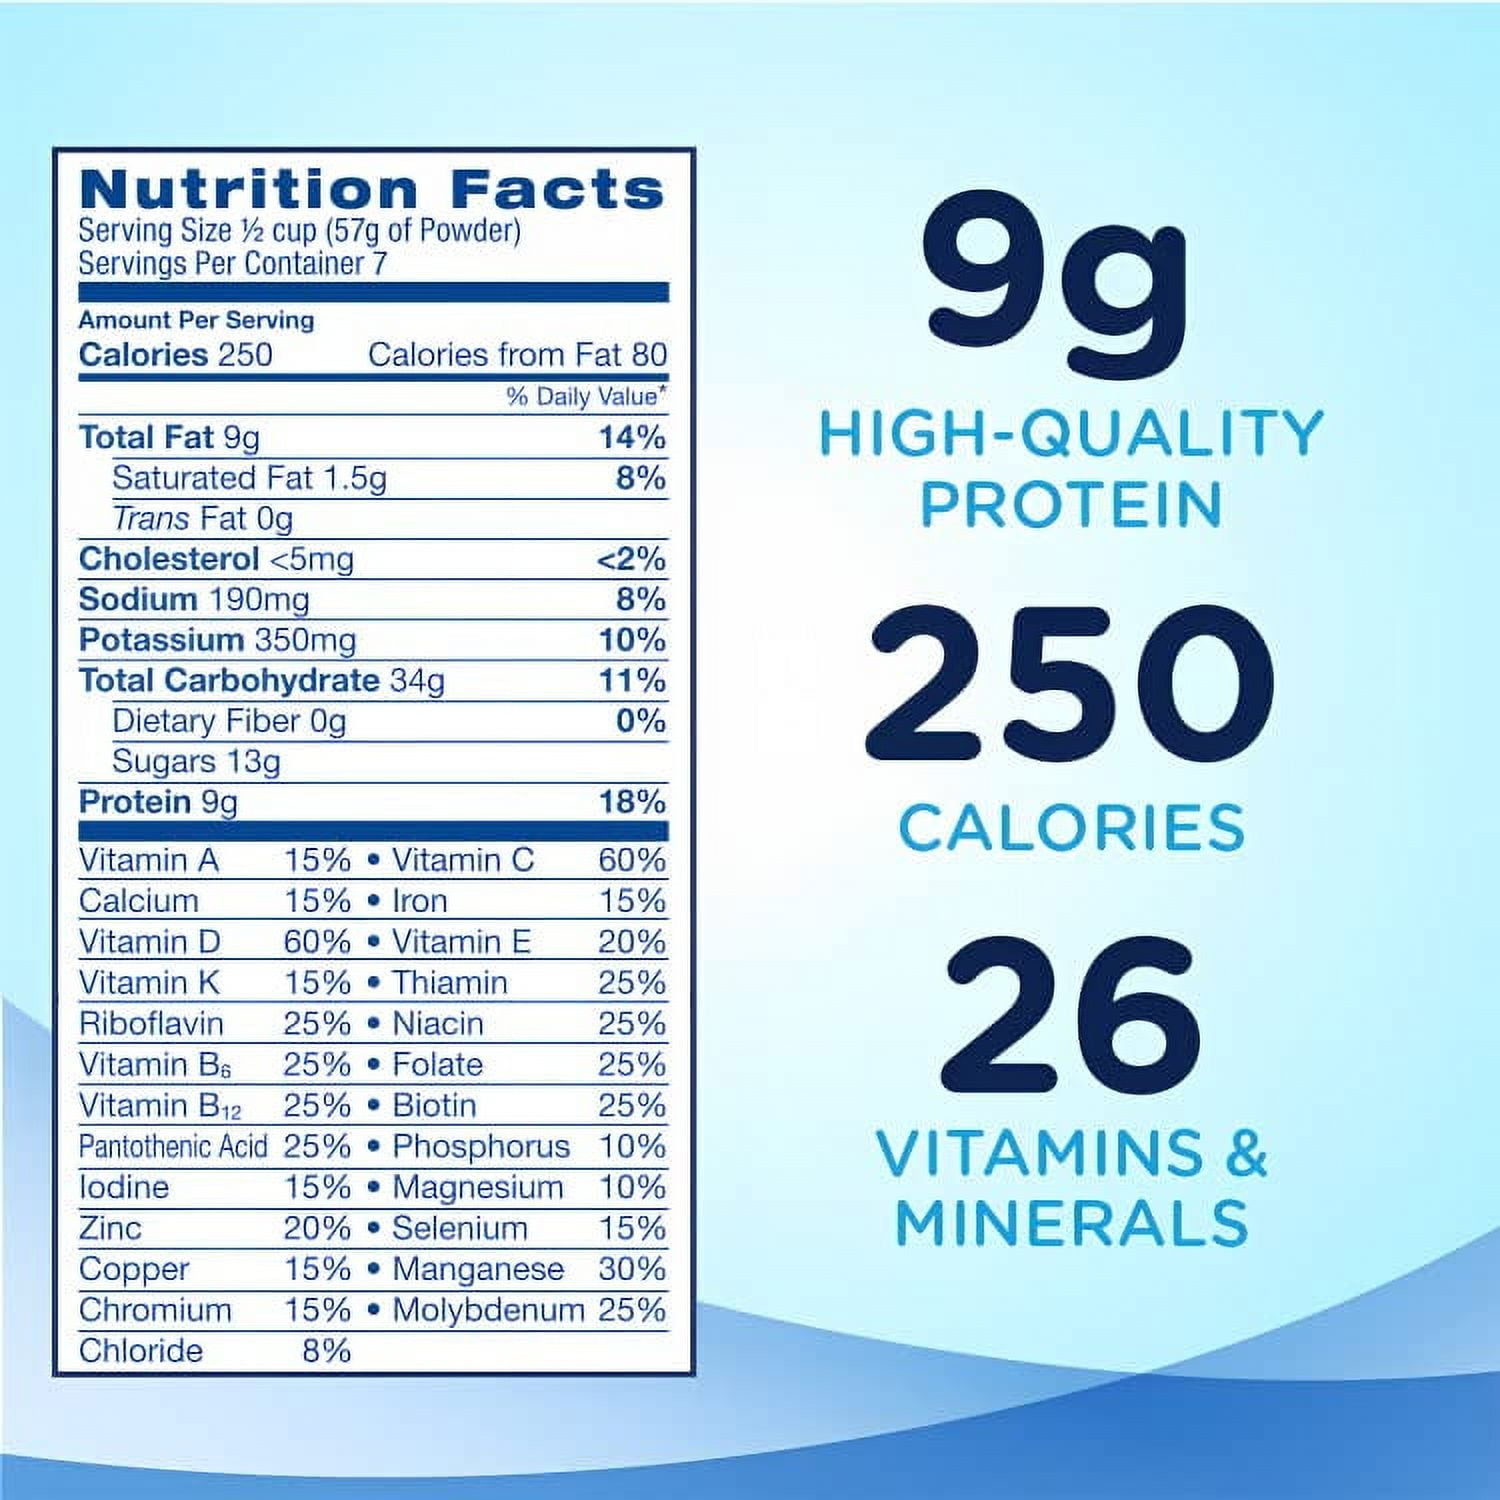 Nutrition Facts
Serving Size ½ cup (57g of Powder)
Servings Per Container 7
Amount Per Serving
Calories 250 Calories from Fat 80
% Daily Value*
Total Fat 9g 14%
Saturated Fat 1.5g 8%
Trans Fat 0g
Cholesterol <5mg <2%
Sodium 190mg 8%
Potassium 350mg 10%
Total Carbohydrate 34g 11%
Dietary Fiber 0g 0%
Sugars 13g
Protein 9g 18%
Vitamin A 15% • Vitamin C 60%
Calcium 15% • Iron 15%
Vitamin D 60% • Vitamin E 20%
Vitamin K 15% • Thiamin 25%
Riboflavin 25% • Niacin 25%
Vitamin B₆ 25% • Folate 25%
Vitamin B₁₂ 25% • Biotin 25%
Pantothenic Acid 25% • Phosphorus 10%
Iodine 15% • Magnesium 10%
Zinc 20% • Selenium 15%
Copper 15% • Manganese 30%
Chromium 15% • Molybdenum 25%
Chloride 8%
9g
HIGH-QUALITY
PROTEIN
250
CALORIES
26
VITAMINS &
MINERALS